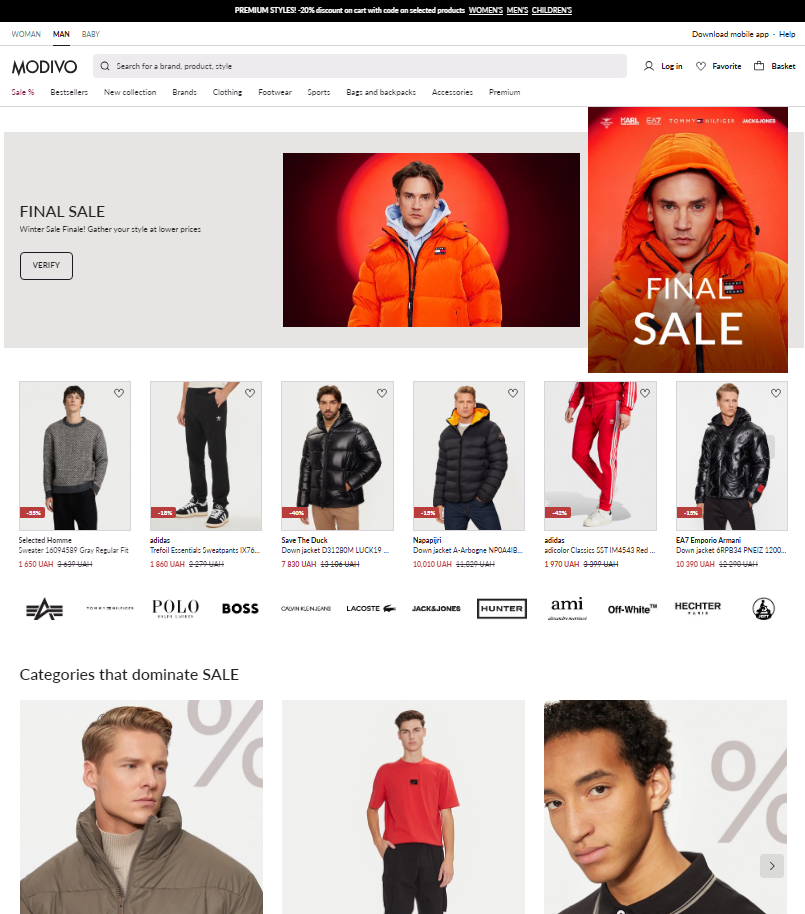 PREMIUM STYLES! -20% discount on cart with code on selected products WOMEN'S MEN'S CHILDREN'S
WOMAN MAN BABY
Download mobile app · Help
MODIVO
Search for a brand, product, style
Log in Favorite Basket
Sale % Bestsellers New collection Brands Clothing Footwear Sports Bags and backpacks Accessories Premium
KARL EA7 TOMMY HILFIGER JACK&JONES
FINAL SALE
Winter Sale Finale! Gather your style at lower prices
VERIFY
FINAL
SALE
-55% -18% -40% -15% -42% -15%
Selected Homme
Sweater 16094589 Gray Regular Fit
1 650 UAH 3 639 UAH
adidas
Trefoil Essentials Sweatpants IX76...
1 860 UAH 2 279 UAH
Save The Duck
Down jacket D31280M LUCK19 ...
7 830 UAH 13 106 UAH
Napapijri
Down jacket A-Arbogne NP0A4IB...
10,010 UAH 11,829 UAH
adidas
adicolor Classics SST IM4543 Red ...
1 970 UAH 3 399 UAH
EA7 Emporio Armani
Down jacket 6RPB34 PNEIZ 1200...
10 390 UAH 12 290 UAH
TOMMY HILFIGER POLO RALPH LAUREN BOSS CALVIN KLEIN JEANS LACOSTE JACK&JONES HUNTER ami alexandre mattiussi Off-White™ HECHTER PARIS JOTT
Categories that dominate SALE
% %